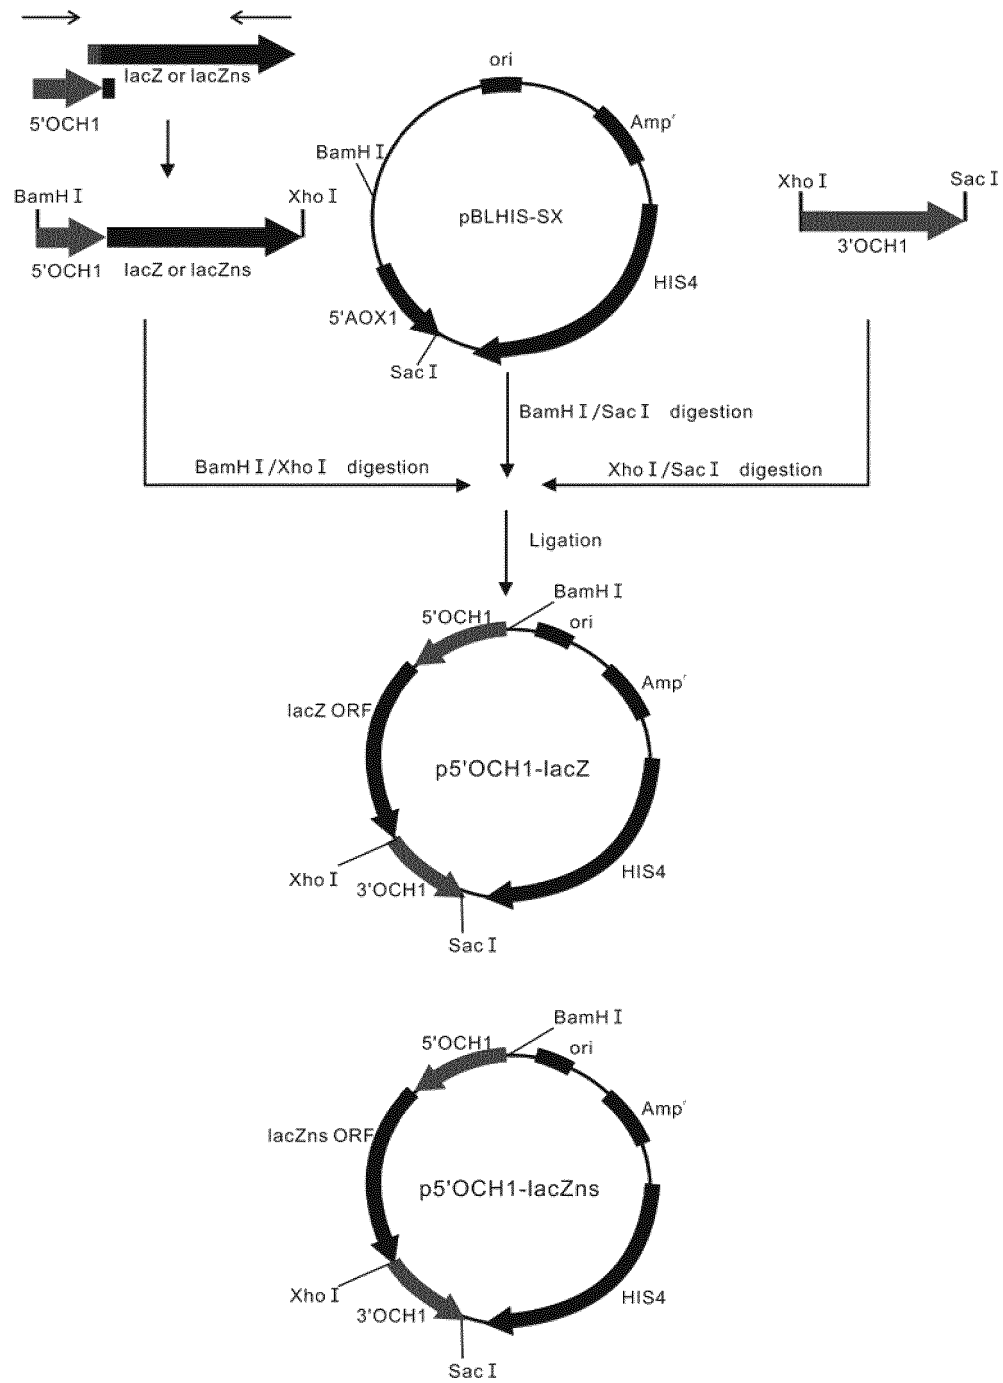 lacZ or lacZns
5'OCH1
BamH I
Xho I
5'OCH1
lacZ or lacZns
ori
Amp^r
BamH I
pBLHIS-SX
HIS4
5'AOX1
Sac I
Xho I
Sac I
3'OCH1
BamH I/Sac I digestion
BamH I/Xho I digestion
Xho I/Sac I digestion
Ligation
BamH I
5'OCH1
ori
Amp^r
lacZ ORF
p5'OCH1-lacZ
HIS4
Xho I
3'OCH1
Sac I
BamH I
5'OCH1
ori
Amp^r
lacZns ORF
p5'OCH1-lacZns
Xho I
HIS4
3'OCH1
Sac I